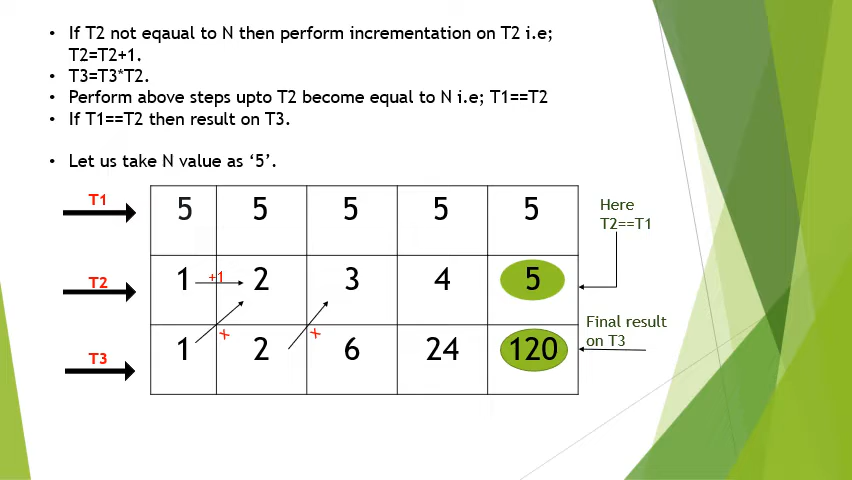 • If T2 not eqaual to N then perform incrementation on T2 i.e;
T2=T2+1.
• T3=T3*T2.
• Perform above steps upto T2 become equal to N i.e; T1==T2
• If T1==T2 then result on T3.
• Let us take N value as ‘5’.
T1 5 5 5 5 5
Here
T2==T1
T2 1 +1 2 3 4 5
x x
T3 1 2 6 24 120
Final result
on T3